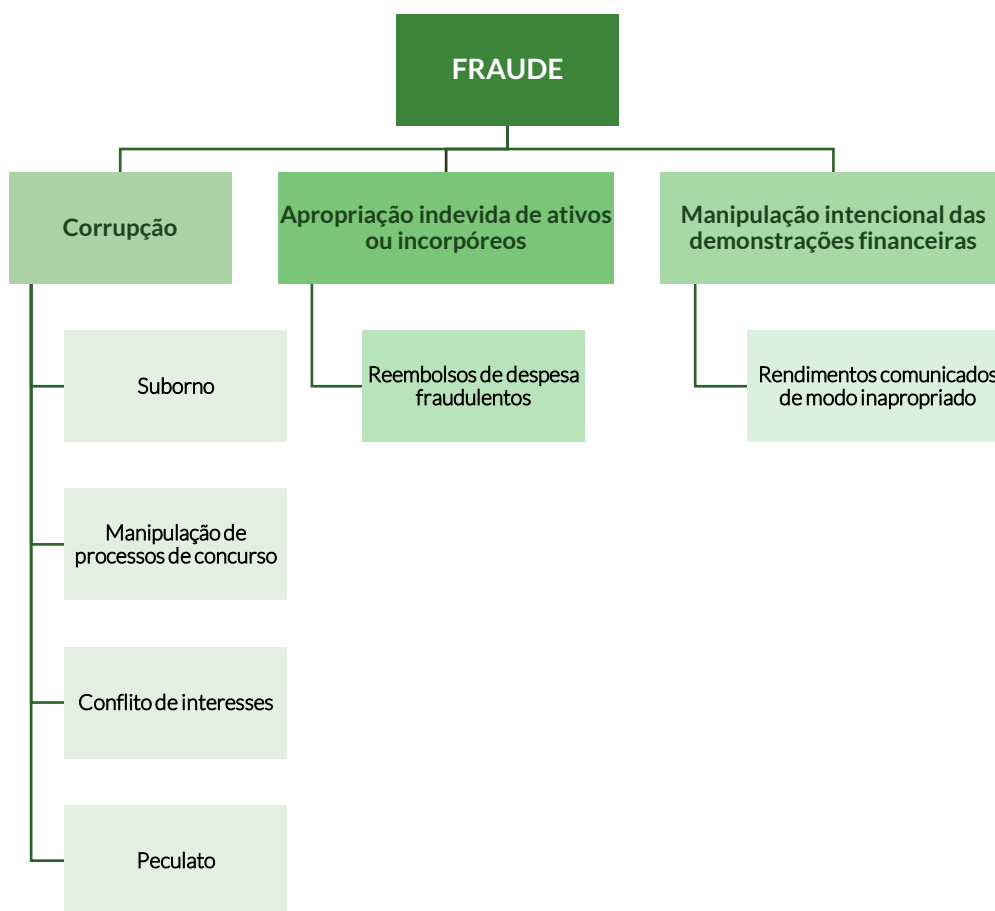 FRAUDE
Corrupção
Apropriação indevida de ativos
ou incorpóreos
Manipulação intencional das
demonstrações financeiras
Suborno
Reembolsos de despesa
fraudulentos
Rendimentos comunicados
de modo inapropriado
Manipulação de
processos de concurso
Conflito de interesses
Peculato